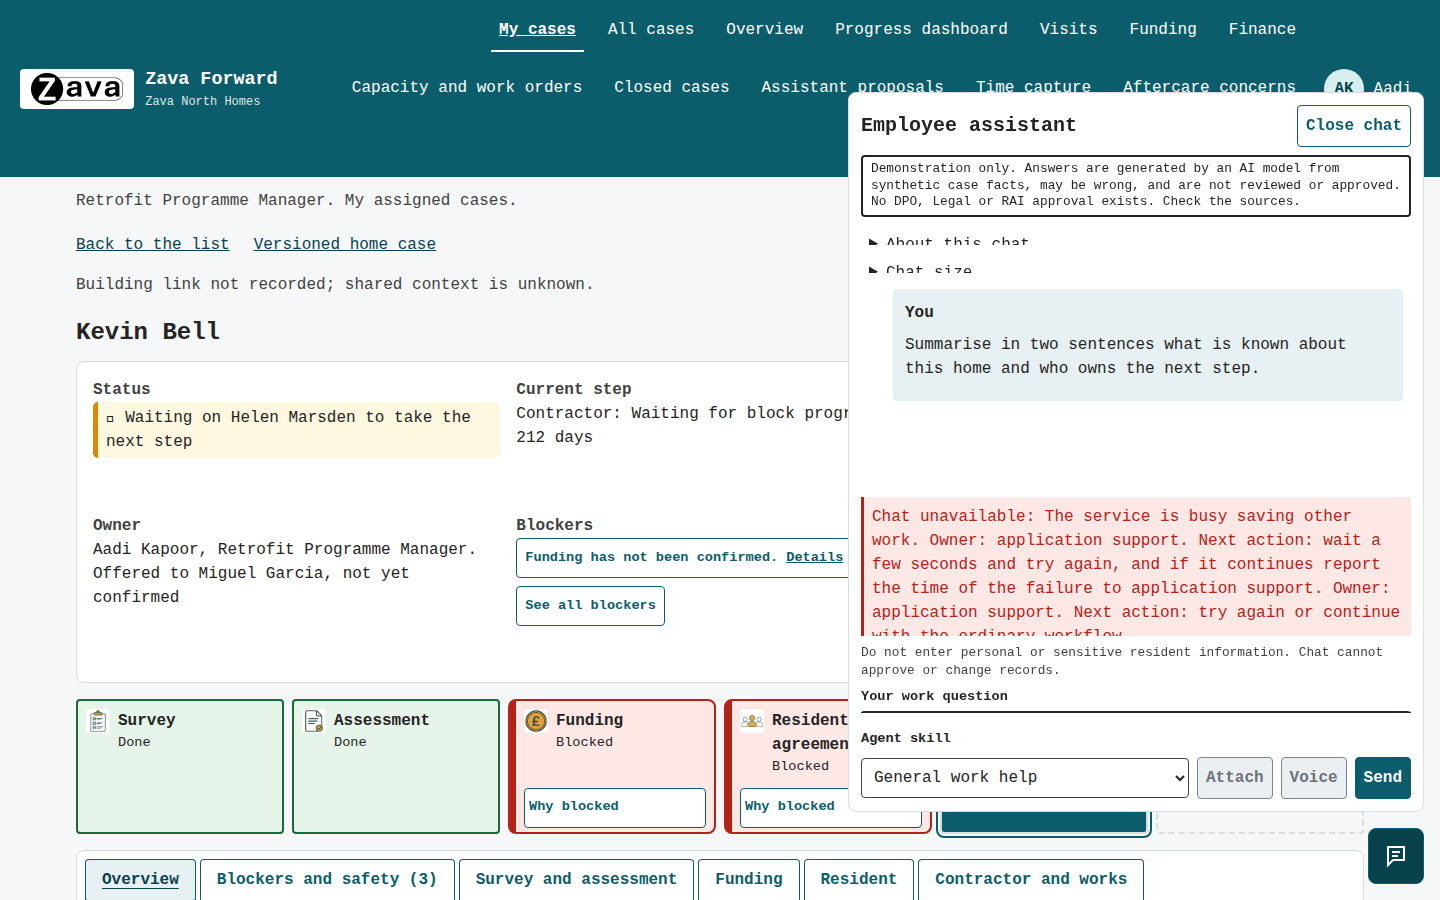 My cases
All cases
Overview
Progress dashboard
Visits
Funding
Finance
Zava
Zava Forward
Zava North Homes
Capacity and work orders
Closed cases
Assistant proposals
Time capture
Aftercare concerns
AK
Aadi
Retrofit Programme Manager. My assigned cases.
Back to the list
Versioned home case
Building link not recorded; shared context is unknown.
Kevin Bell
Status
Waiting on Helen Marsden to take the
next step
Current step
Contractor: Waiting for block progr
212 days
Owner
Aadi Kapoor, Retrofit Programme Manager.
Offered to Miguel Garcia, not yet
confirmed
Blockers
Funding has not been confirmed. Details
See all blockers
Survey
Done
Assessment
Done
Funding
Blocked
Why blocked
Resident
agreemen
Blocked
Why blocked
Overview
Blockers and safety (3)
Survey and assessment
Funding
Resident
Contractor and works
Employee assistant
Close chat
Demonstration only. Answers are generated by an AI model from
synthetic case facts, may be wrong, and are not reviewed or approved.
No DPO, Legal or RAI approval exists. Check the sources.
About this chat
Chat size
You
Summarise in two sentences what is known about
this home and who owns the next step.
Chat unavailable: The service is busy saving other
work. Owner: application support. Next action: wait a
few seconds and try again, and if it continues report
the time of the failure to application support. Owner:
application support. Next action: try again or continue
with the ordinary workflow
Do not enter personal or sensitive resident information. Chat cannot
approve or change records.
Your work question
Agent skill
General work help
Attach
Voice
Send